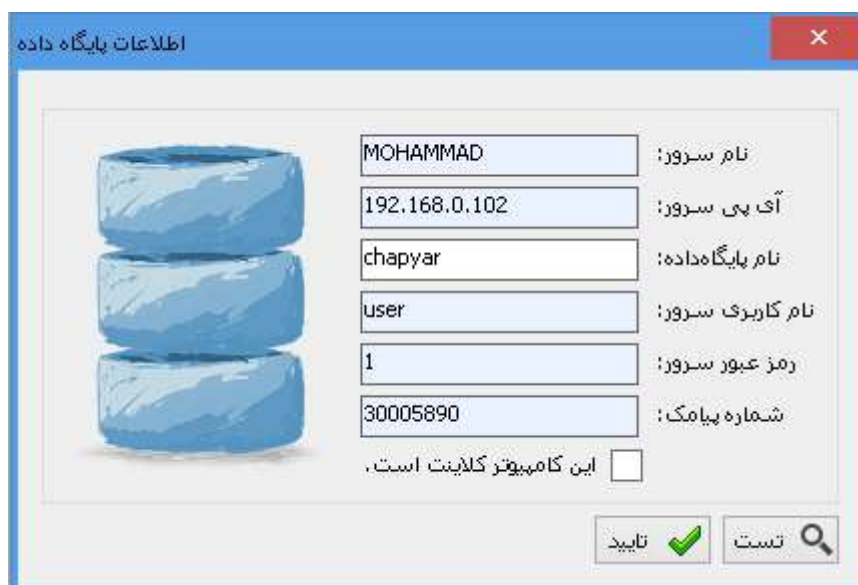 اطلاعات پایگاه داده
نام سرور: MOHAMMAD
آی پی سرور: 192.168.0.102
نام پایگاه‌داده: chapyar
نام کاربری سرور: user
رمز عبور سرور: 1
شماره پیامک: 30005890
این کامپیوتر کلاینت است.
تست تایید